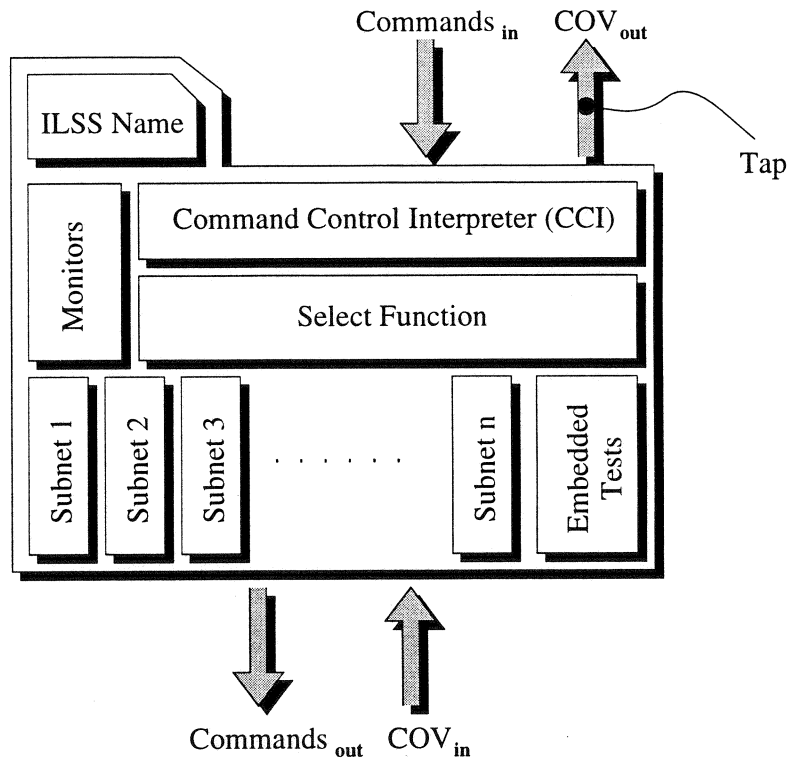 Commands in COV out
ILSS Name
Tap
Command Control Interpreter (CCI)
Monitors
Select Function
Subnet 1
Subnet 2
Subnet 3
. . . . . .
Subnet n
Embedded
Tests
Commands out COV in